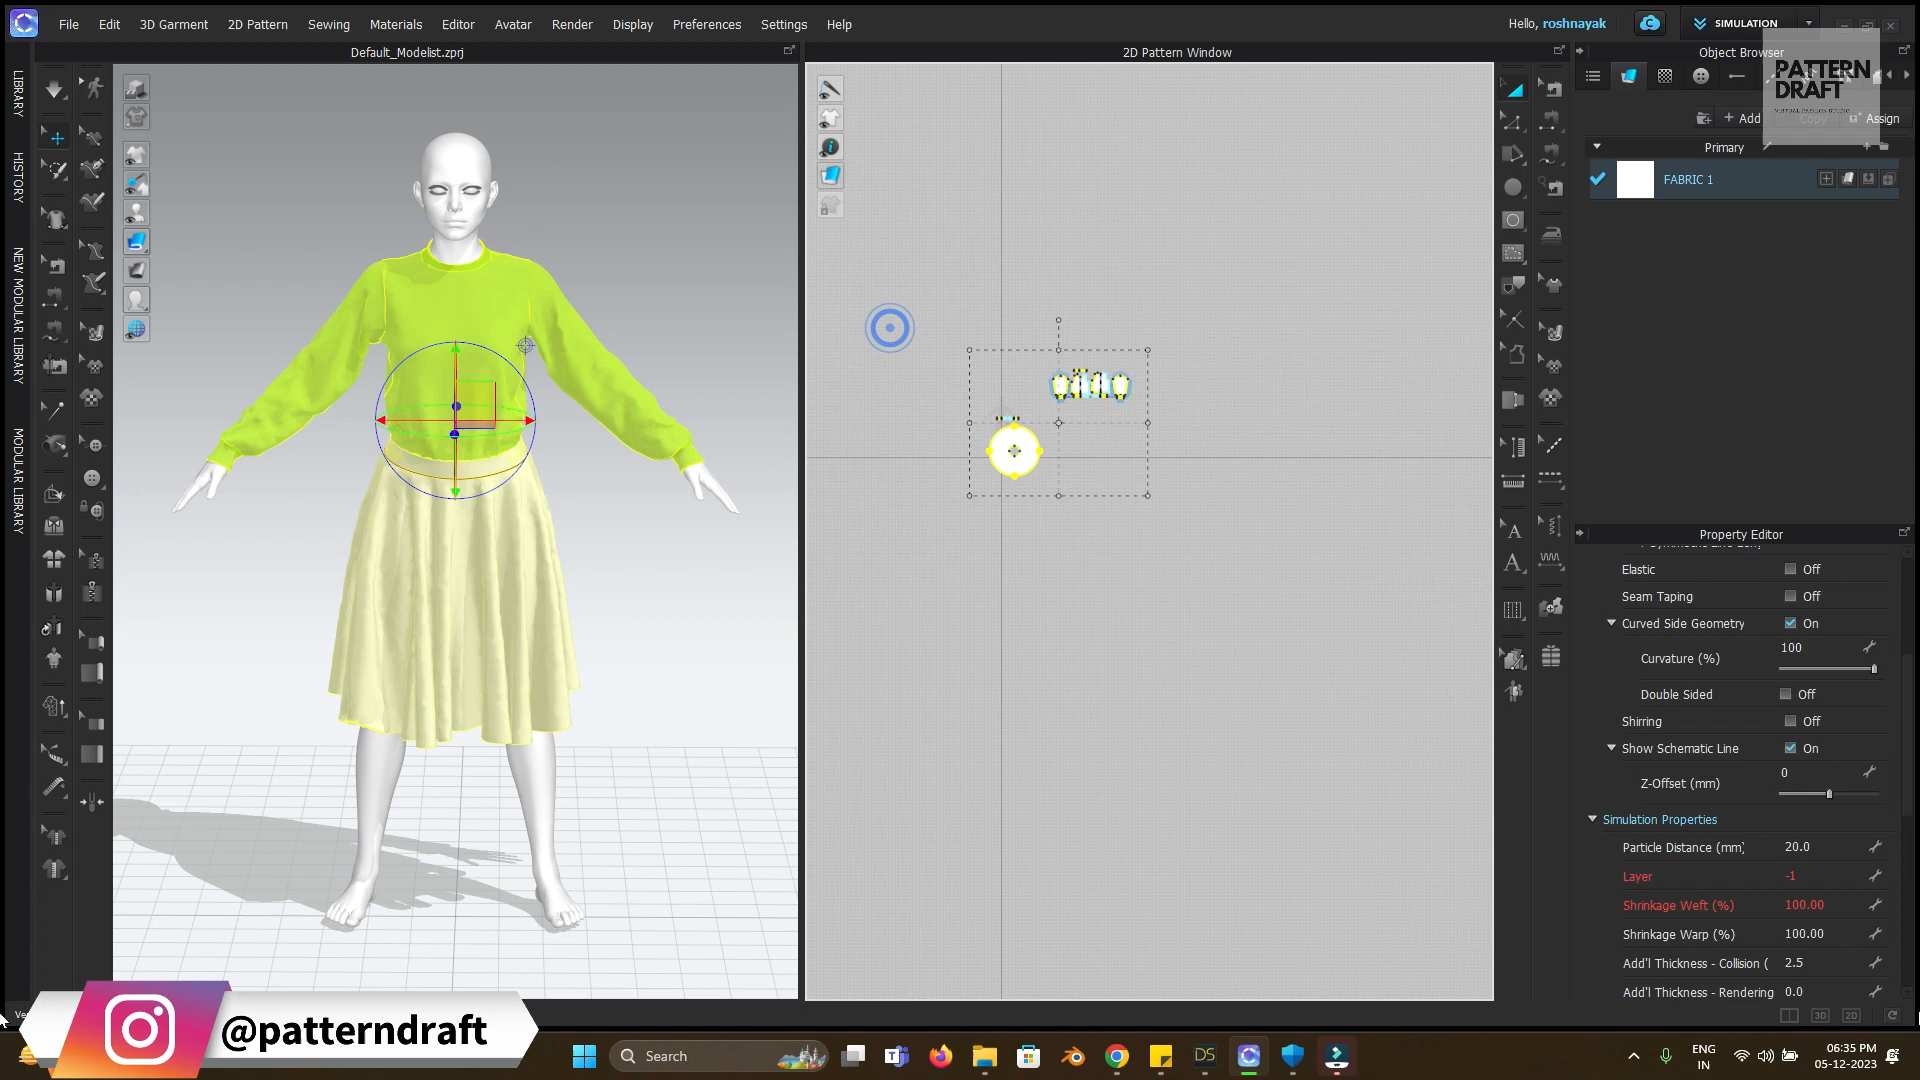 File
Edit
3D Garment
2D Pattern
Sewing
Materials
Editor
Avatar
Render
Display
Preferences
Settings
Help
Hello, roshnayak
SIMULATION
LIBRARY
HISTORY
NEW MODULAR LIBRARY
MODULAR LIBRARY
Default_Modelist.zprj
2D Pattern Window
Object Browser
PATTERN
DRAFT
+ Add
Copy
Assign
Primary
FABRIC 1
Property Editor
Elastic
Off
Seam Taping
Off
Curved Side Geometry
On
Curvature (%)
100
Double Sided
Off
Shirring
Off
Show Schematic Line
On
Z-Offset (mm)
0
Simulation Properties
Particle Distance (mm)
20.0
Layer
-1
Shrinkage Weft (%)
100.00
Shrinkage Warp (%)
100.00
Add'l Thickness - Collision (
2.5
Add'l Thickness - Rendering
0.0
3D
2D
@patterndraft
Search
DS
ENG
IN
06:35 PM
05-12-2023